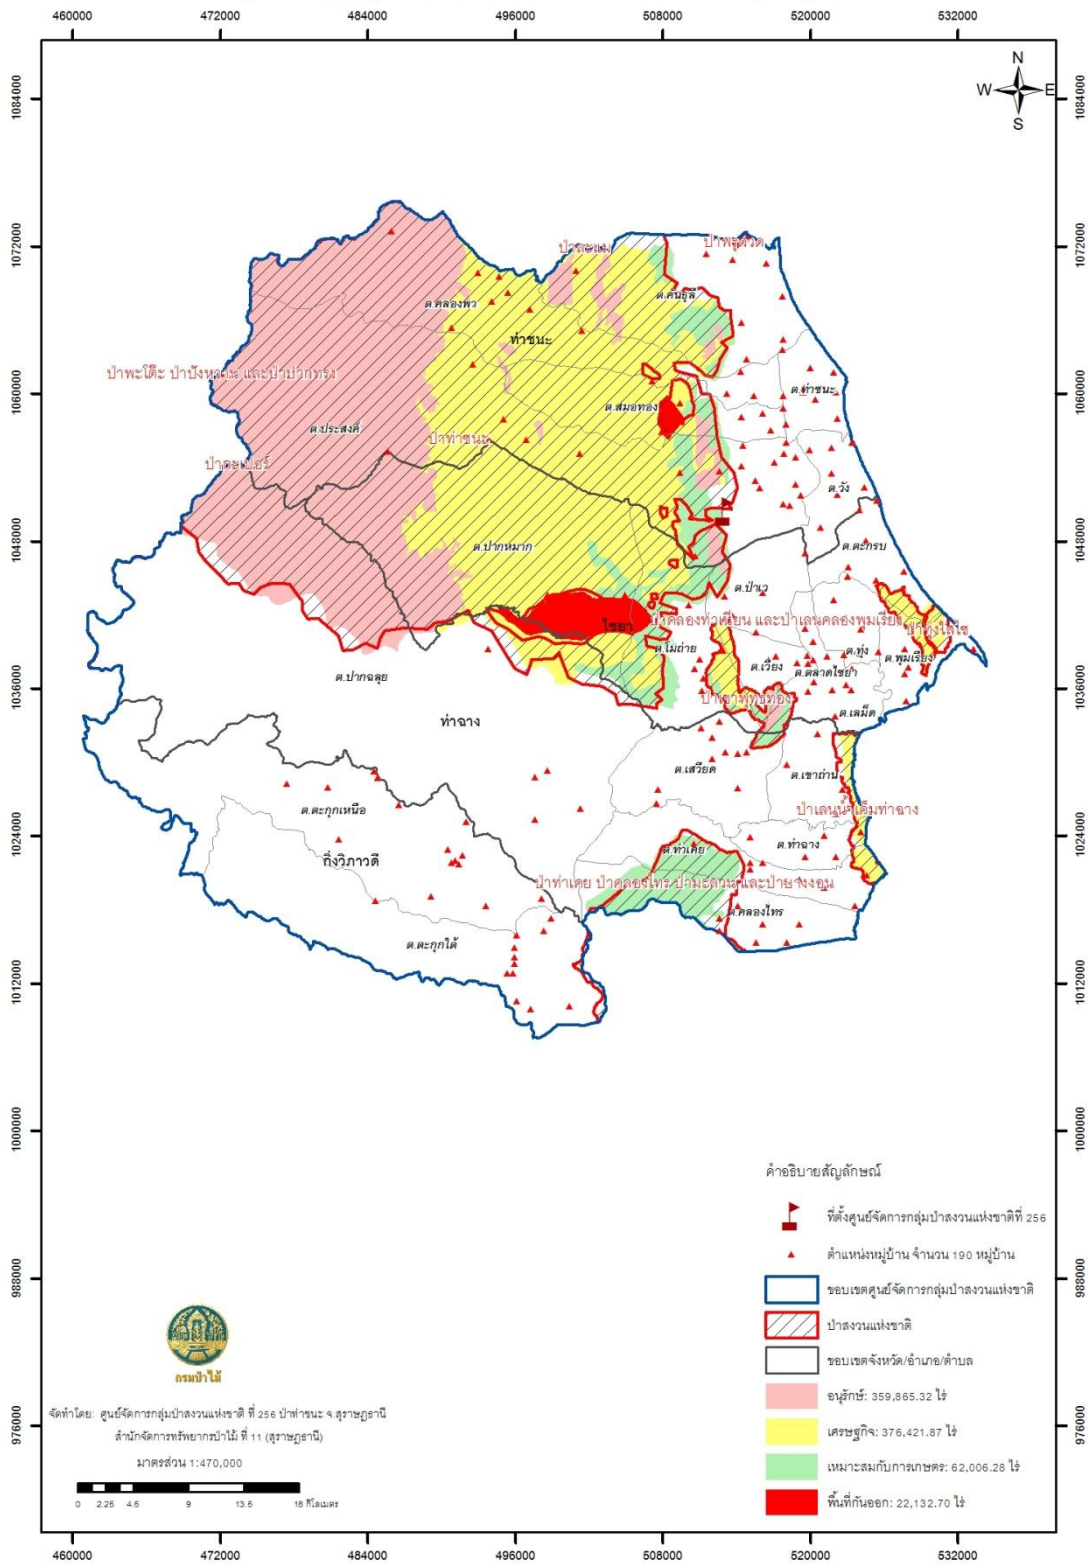 460000 472000 484000 496000 508000 520000 532000
N
W E
S
1084000 1084000
1072000 1072000
ป่าละแม
ป่าพรุตวด
ต.คลองพา
ต.คันธุลี
ท่าชนะ
ป่าพะโต๊ะ ป่าปังหวาน และป่าปากทรง
1060000 1060000
ต.ท่าชนะ
ต.สมอทอง
ต.ประสงค์
ป่าท่าชนะ
ต.วัง
1048000 1048000
ต.ปากหมาก
ต.ตะกรบ
ต.ป่าเว
ไชยา
ป่าคลองท่าเนียน และป่าเลนคลองพุมเรียง
ป่าทุ่งใสไช
ต.โมถ่าย
ต.เวียง
ต.ทุ่ง
ต.พุมเรียง
ต.ตลาดไชยา
1036000 1036000
ต.ปากฉลุย
ป่าเขาพุทธทอง
ต.เลม็ด
ท่าฉาง
ต.เสวียด
ต.เขาถ่าน
ต.ตะกุกเหนือ
ป่าเลนน้ำเค็มท่าฉาง
1024000 1024000
ต.ท่าเคย
ต.ท่าฉาง
กิ่งวิภาวดี
ป่าท่าเคย ป่าคลองไทร ป่ามะลวน และป่าบางงอน
ต.คลองไทร
ต.ตะกุกใต้
1012000 1012000
1000000 1000000
คำอธิบายสัญลักษณ์
ที่ตั้งศูนย์จัดการกลุ่มป่าสงวนแห่งชาติที่ 256
ตำแหน่งหมู่บ้าน จำนวน 190 หมู่บ้าน
988000 988000
ขอบเขตศูนย์จัดการกลุ่มป่าสงวนแห่งชาติ
ป่าสงวนแห่งชาติ
ขอบเขตจังหวัด/อำเภอ/ตำบล
กรมป่าไม้
อนุรักษ์: 359,865.32 ไร่
จัดทำโดย: ศูนย์จัดการกลุ่มป่าสงวนแห่งชาติ ที่ 256 ป่าท่าชนะ จ.สุราษฎรธานี
976000 976000
เศรษฐกิจ: 376,421.87 ไร่
สำนักจัดการทรัพยากรป่าไม้ ที่ 11 (สุราษฎรธานี)
มาตรส่วน 1:470,000
เหมาะสมกับการเกษตร: 62,006.28 ไร่
พื้นที่กันออก: 22,132.70 ไร่
0 2.25 4.5 9 13.5 18 กิโลเมตร
460000 472000 484000 496000 508000 520000 532000